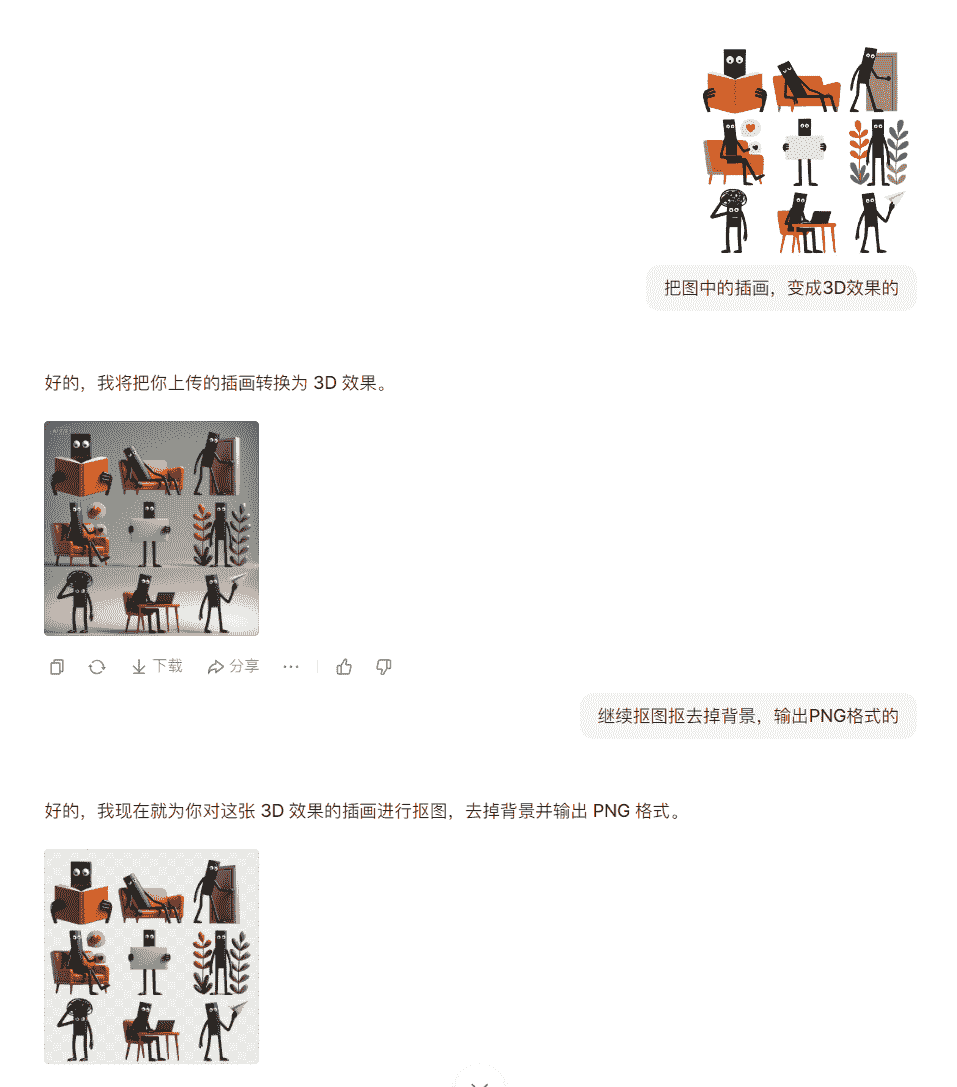 把图中的插画，变成3D效果的
好的，我将把你上传的插画转换为 3D 效果。
下载
分享
继续抠图抠去掉背景，输出PNG格式的
好的，我现在就为你对这张 3D 效果的插画进行抠图，去掉背景并输出 PNG 格式。